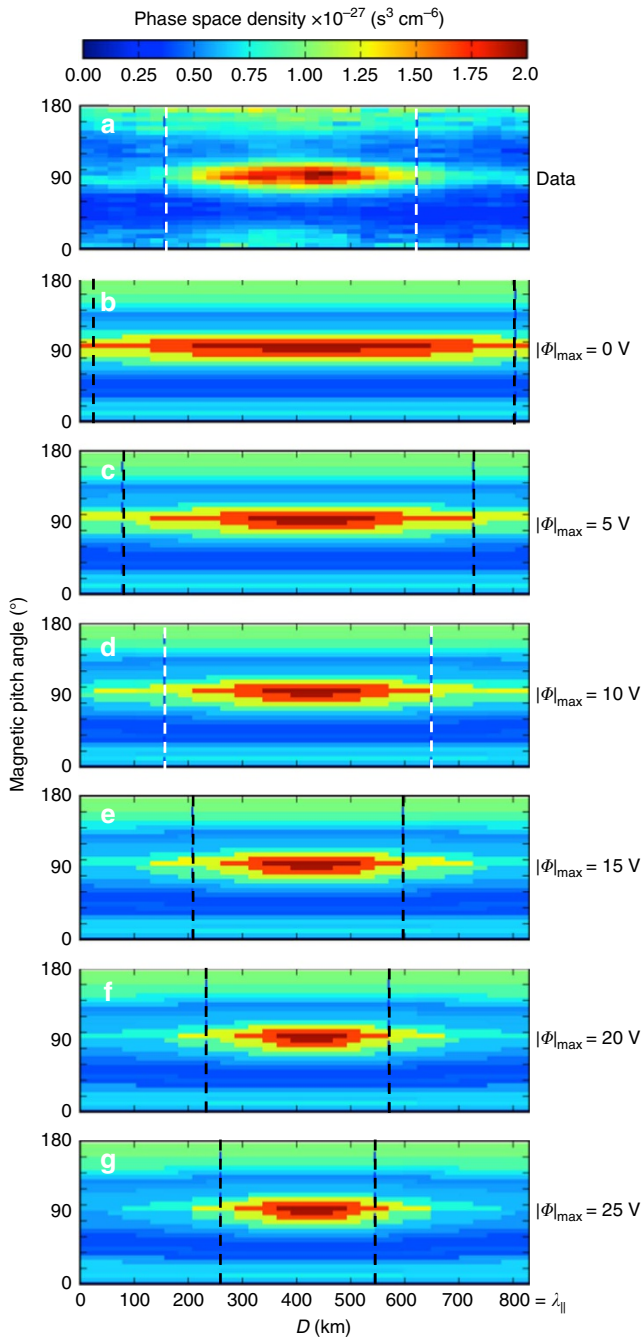 Phase space density ×10⁻²⁷ (s³ cm⁻⁶)
0.00 0.25 0.50 0.75 1.00 1.25 1.50 1.75 2.0
180
a
90
Data
0
180
b
90
|Φ|max = 0 V
0
180
c
90
|Φ|max = 5 V
0
Magnetic pitch angle (°)
180
d
90
|Φ|max = 10 V
0
180
e
90
|Φ|max = 15 V
0
180
f
90
|Φ|max = 20 V
0
180
g
90
|Φ|max = 25 V
0
0 100 200 300 400 500 600 700 800 = λ||
D (km)